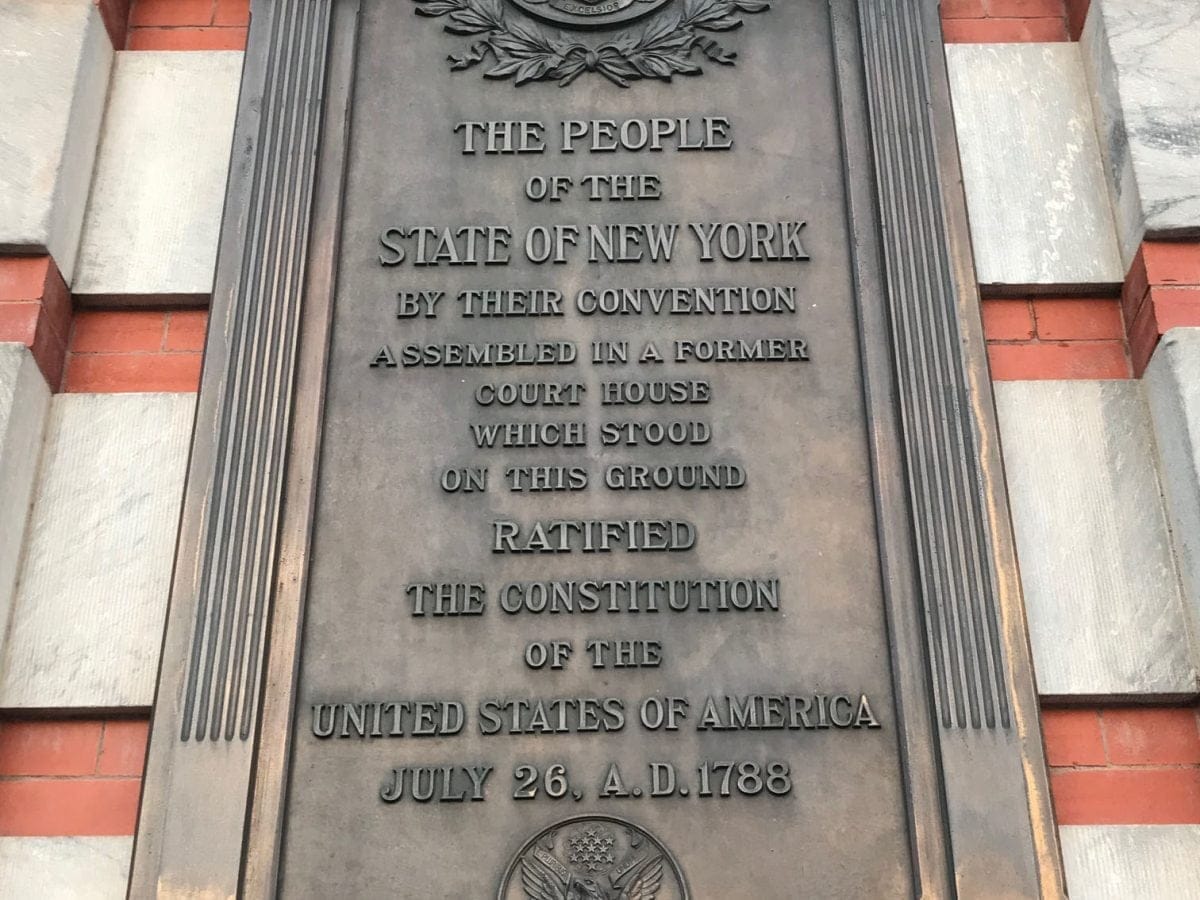 EXCELSIOR
THE PEOPLE
OF THE
STATE OF NEW YORK
BY THEIR CONVENTION
ASSEMBLED IN A FORMER
COURT HOUSE
WHICH STOOD
ON THIS GROUND
RATIFIED
THE CONSTITUTION
OF THE
UNITED STATES OF AMERICA
JULY 26, A.D. 1788